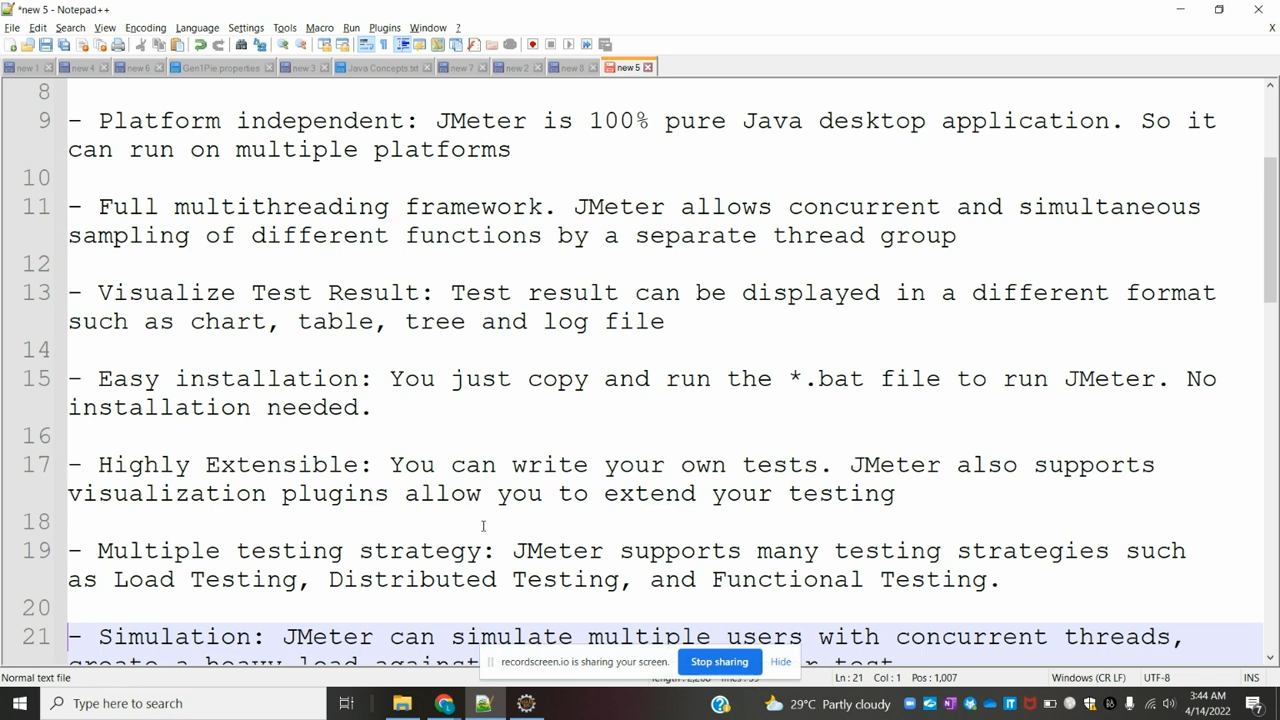 *new 5 - Notepad++
File Edit Search View Encoding Language Settings Tools Macro Run Plugins Window ? X
new 1 new 4 new 6 Gen1Pie.properties new 3 Java Concepts.txt new 7 new 2 new 8 new 5
8
9 - Platform independent: JMeter is 100% pure Java desktop application. So it
can run on multiple platforms
10
11 - Full multithreading framework. JMeter allows concurrent and simultaneous
sampling of different functions by a separate thread group
12
13 - Visualize Test Result: Test result can be displayed in a different format
such as chart, table, tree and log file
14
15 - Easy installation: You just copy and run the *.bat file to run JMeter. No
installation needed.
16
17 - Highly Extensible: You can write your own tests. JMeter also supports
visualization plugins allow you to extend your testing
18
19 - Multiple testing strategy: JMeter supports many testing strategies such
as Load Testing, Distributed Testing, and Functional Testing.
20
21 - Simulation: JMeter can simulate multiple users with concurrent threads,
create a heavy load against test
recordscreen.io is sharing your screen. Stop sharing Hide
Normal text file Ln : 21 Col : 1 Pos : 1,007 Windows (CR LF) UTF-8 INS
Type here to search 29°C Partly cloudy 3:44 AM
4/14/2022